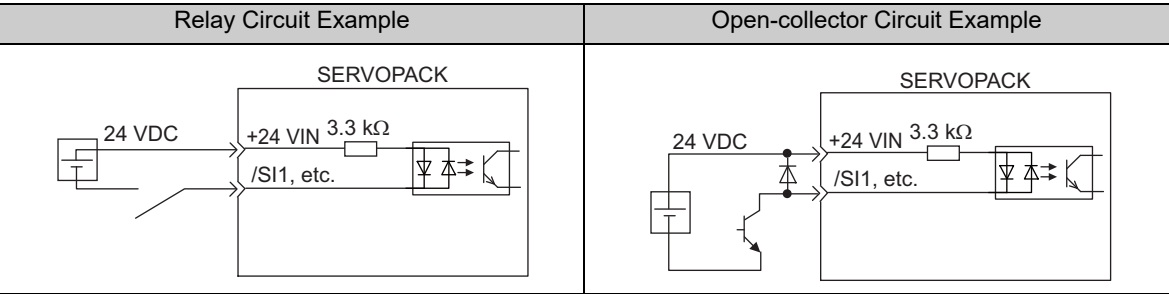 Relay Circuit Example
Open-collector Circuit Example
SERVOPACK
24 VDC
+24 VIN
3.3 kΩ
/SI1, etc.
SERVOPACK
24 VDC
+24 VIN
3.3 kΩ
/SI1, etc.